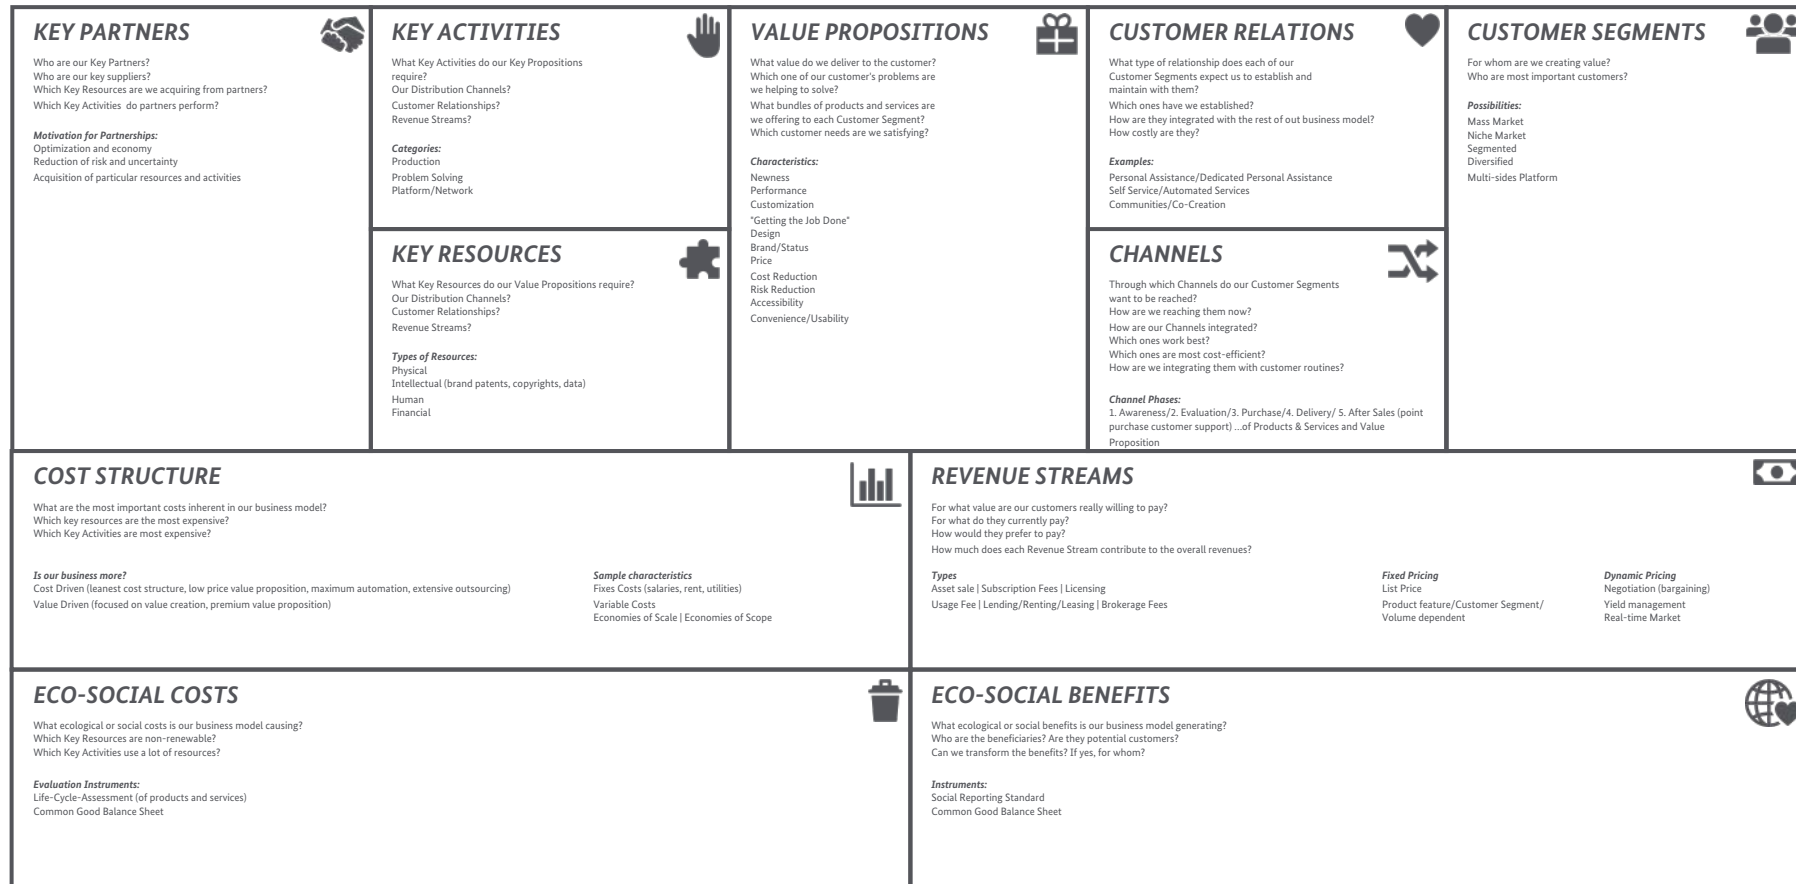 KEY PARTNERS
Who are our Key Partners?
Who are our key suppliers?
Which Key Resources are we acquiring from partners?
Which Key Activities  do partners perform?
Motivation for Partnerships:
Optimization and economy
Reduction of risk and uncertainty
Acquisition of particular resources and activities
KEY ACTIVITIES
What Key Activities do our Key Propositions
require?
Our Distribution Channels?
Customer Relationships?
Revenue Streams?
Categories:
Production
Problem Solving
Platform/Network
KEY RESOURCES
What Key Resources do our Value Propositions require?
Our Distribution Channels?
Customer Relationships?
Revenue Streams?
Types of Resources:
Physical
Intellectual (brand patents, copyrights, data)
Human
Financial
VALUE PROPOSITIONS
What value do we deliver to the customer?
Which one of our customer's problems are
we helping to solve?
What bundles of products and services are
we offering to each Customer Segment?
Which customer needs are we satisfying?
Characteristics:
Newness
Performance
Customization
"Getting the Job Done"
Design
Brand/Status
Price
Cost Reduction
Risk Reduction
Accessibility
Convenience/Usability
CUSTOMER RELATIONS
What type of relationship does each of our
Customer Segments expect us to establish and
maintain with them?
Which ones have we established?
How are they integrated with the rest of out business model?
How costly are they?
Examples:
Personal Assistance/Dedicated Personal Assistance
Self Service/Automated Services
Communities/Co-Creation
CHANNELS
Through which Channels do our Customer Segments
want to be reached?
How are we reaching them now?
How are our Channels integrated?
Which ones work best?
Which ones are most cost-efficient?
How are we integrating them with customer routines?
Channel Phases:
1. Awareness/2. Evaluation/3. Purchase/4. Delivery/ 5. After Sales (point
purchase customer support) ...of Products & Services and Value
Proposition
CUSTOMER SEGMENTS
For whom are we creating value?
Who are most important customers?
Possibilities:
Mass Market
Niche Market
Segmented
Diversified
Multi-sides Platform
COST STRUCTURE
What are the most important costs inherent in our business model?
Which key resources are the most expensive?
Which Key Activities are most expensive?
Is our business more?
Cost Driven (leanest cost structure, low price value proposition, maximum automation, extensive outsourcing)
Value Driven (focused on value creation, premium value proposition)
Sample characteristics
Fixes Costs (salaries, rent, utilities)
Variable Costs
Economies of Scale | Economies of Scope
REVENUE STREAMS
For what value are our customers really willing to pay?
For what do they currently pay?
How would they prefer to pay?
How much does each Revenue Stream contribute to the overall revenues?
Types
Asset sale | Subscription Fees | Licensing
Usage Fee | Lending/Renting/Leasing | Brokerage Fees
Fixed Pricing
List Price
Product feature/Customer Segment/
Volume dependent
Dynamic Pricing
Negotiation (bargaining)
Yield management
Real-time Market
ECO-SOCIAL COSTS
What ecological or social costs is our business model causing?
Which Key Resources are non-renewable?
Which Key Activities use a lot of resources?
Evaluation Instruments:
Life-Cycle-Assessment (of products and services)
Common Good Balance Sheet
ECO-SOCIAL BENEFITS
What ecological or social benefits is our business model generating?
Who are the beneficiaries? Are they potential customers?
Can we transform the benefits? If yes, for whom?
Instruments:
Social Reporting Standard
Common Good Balance Sheet